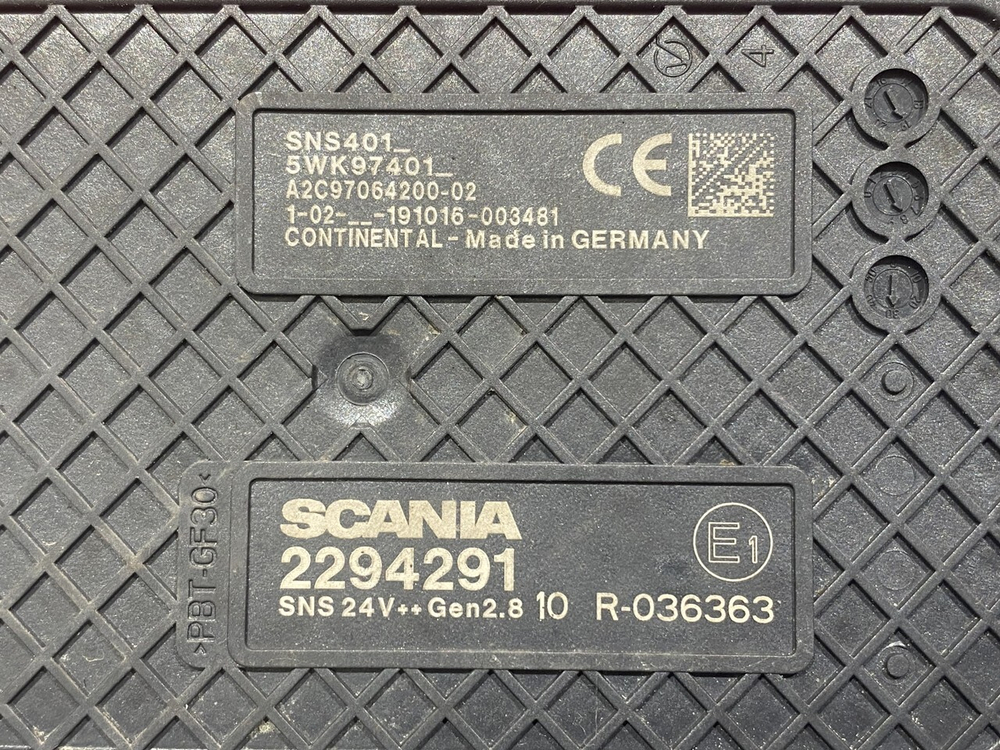 4
SNS401_
5WK97401_
A2C97064200-02
1-02-__-191016-003481
CONTINENTAL - Made in GERMANY
CE
>PBT-GF30<
SCANIA
2294291
SNS 24V++ Gen2.8 10 R-036363
E1